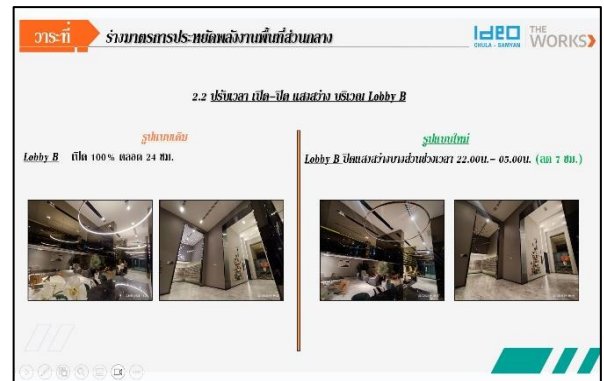 วาระที่
ร่างมาตรการประหยัดพลังงานพื้นที่ส่วนกลาง
IDEO
CHULA - SAMYAN
THE
WORKS
2.2 ปรับเวลา เปิด-ปิด แสงสว่าง บริเวณ Lobby B
รูปแบบเดิม
Lobby B เปิด 100% ตลอด 24 ชม.
รูปแบบใหม่
Lobby B ปิดแสงสว่างบางส่วนช่วงเวลา 22.00น.– 05.00น. (ลด 7 ชม.)